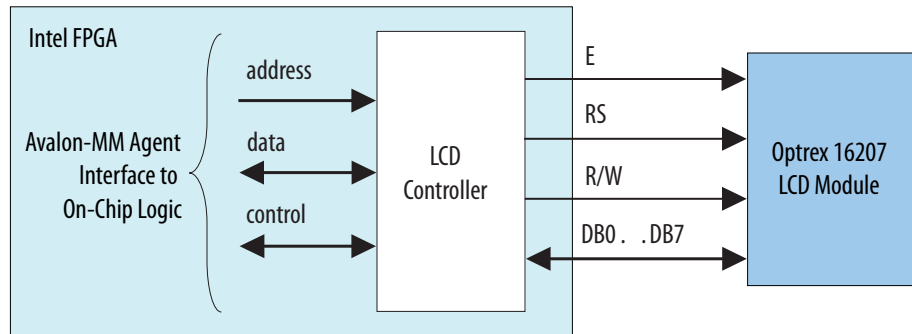 Intel FPGA
Avalon-MM Agent
Interface to
On-Chip Logic
address
data
control
LCD
Controller
E
RS
R/W
DB0. . .DB7
Optrex 16207
LCD Module